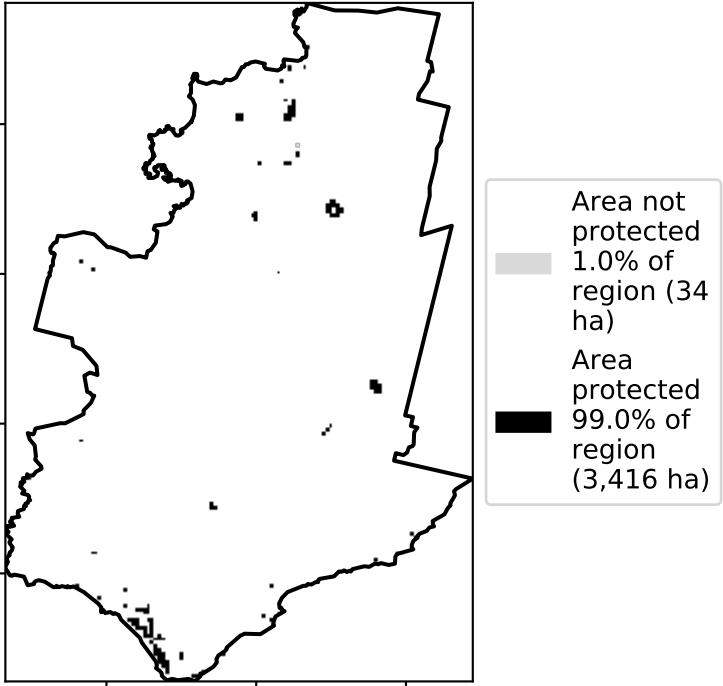 Area not
protected
1.0% of
region (34
ha)
Area
protected
99.0% of
region
(3,416 ha)